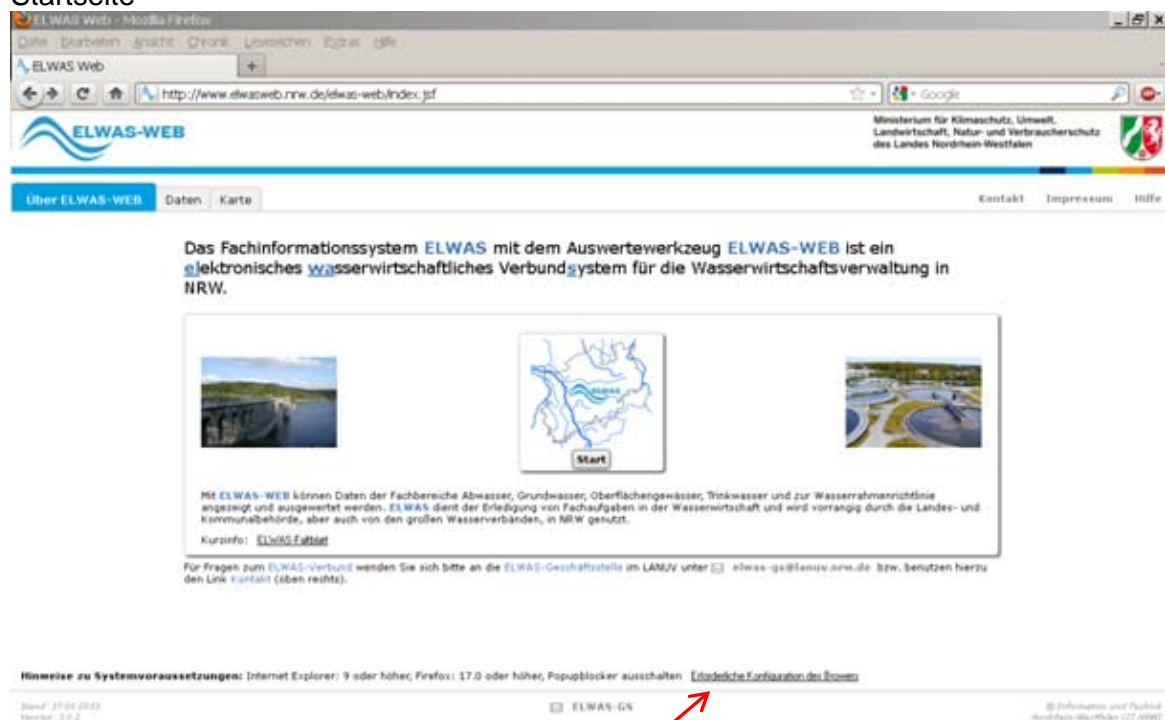 Startseite
ELWAS Web - Mozilla Firefox
Datei Bearbeiten Ansicht Chronik Lesezeichen Extras Hilfe
ELWAS Web
http://www.elwasweb.nrw.de/elwas-web/index.jsf
Google
ELWAS-WEB
Ministerium für Klimaschutz, Umwelt,
Landwirtschaft, Natur- und Verbraucherschutz
des Landes Nordrhein-Westfalen
Über ELWAS-WEB Daten Karte Kontakt Impressum Hilfe
Das Fachinformationssystem ELWAS mit dem Auswertewerkzeug ELWAS-WEB ist ein
elektronisches wasserwirtschaftliches Verbundsystem für die Wasserwirtschaftsverwaltung in
NRW.
ELWAS
Start
Mit ELWAS-WEB können Daten der Fachbereiche Abwasser, Grundwasser, Oberflächengewässer, Trinkwasser und zur Wasserrahmenrichtlinie
angezeigt und ausgewertet werden. ELWAS dient der Erledigung von Fachaufgaben in der Wasserwirtschaft und wird vorrangig durch die Landes- und
Kommunalbehörde, aber auch von den großen Wasserverbänden, in NRW genutzt.
Kurzinfo: ELWAS-Faltblatt
Für Fragen zum ELWAS-Verbund wenden Sie sich bitte an die ELWAS-Geschäftsstelle im LANUV unter elwas-gs@lanuv.nrw.de bzw. benutzen hierzu
den Link Kontakt (oben rechts).
Hinweise zu Systemvoraussetzungen: Internet Explorer: 9 oder höher, Firefox: 17.0 oder höher, Popupblocker ausschalten Erforderliche Konfiguration des Browsers
ELWAS-GS